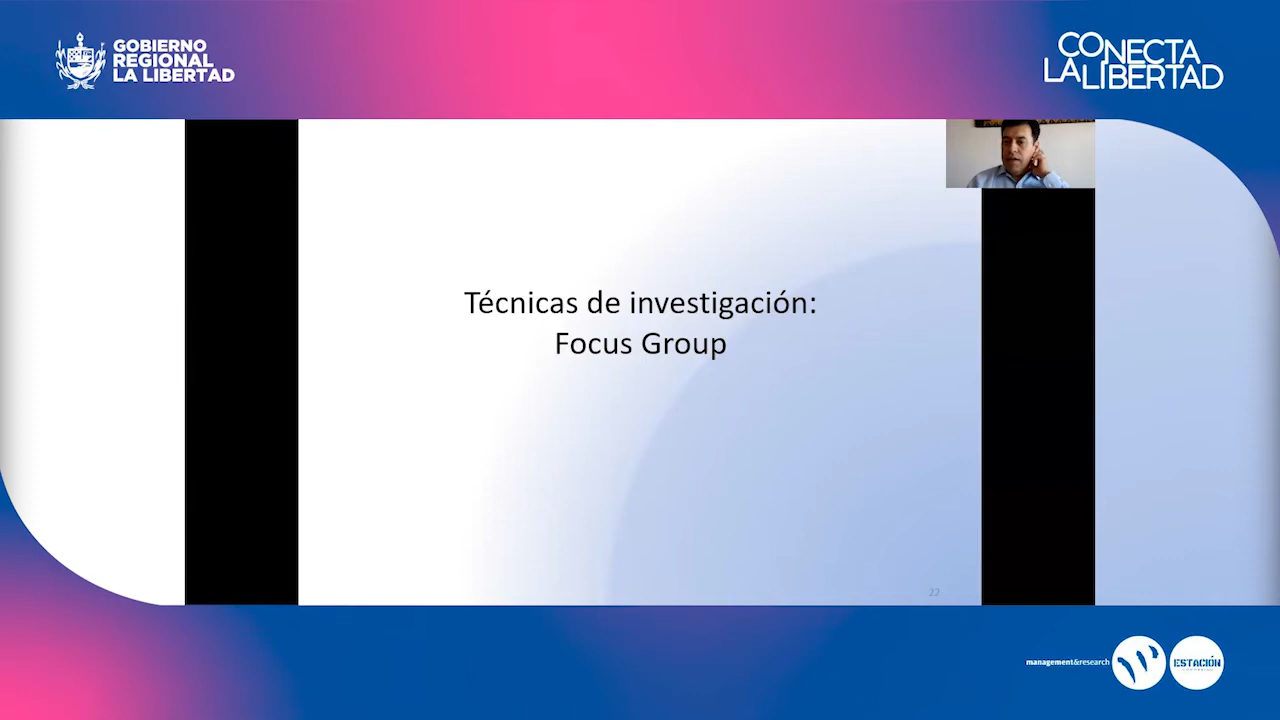 GOBIERNO
REGIONAL
LA LIBERTAD
CONECTA
LA LIBERTAD
Técnicas de investigación:
Focus Group
22
management&research
ESTACIÓN